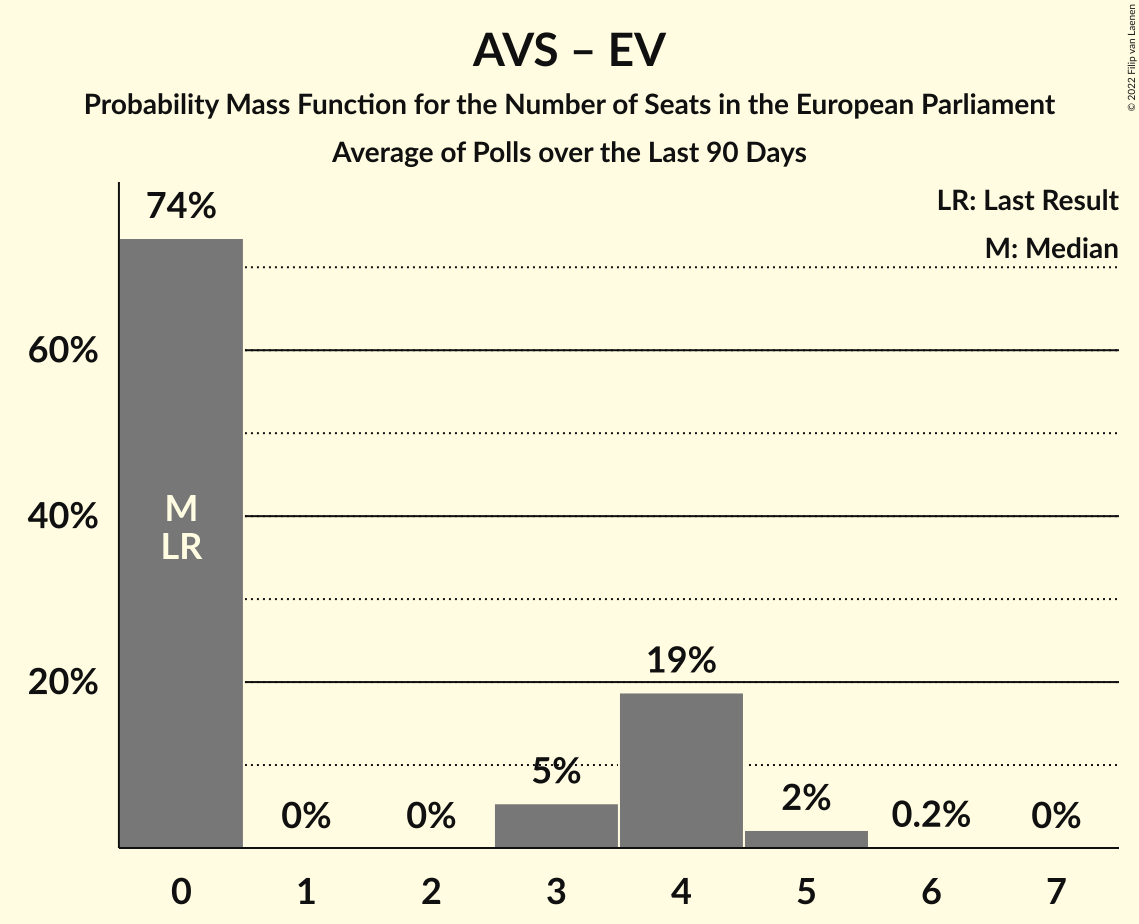 AVS – EV
Probability Mass Function for the Number of Seats in the European Parliament
Average of Polls over the Last 90 Days
© 2022 Filip van Laenen
LR: Last Result
M: Median
74%
60%
40%
20%
M
LR
0%
0%
5%
19%
2%
0.2%
0%
0 1 2 3 4 5 6 7